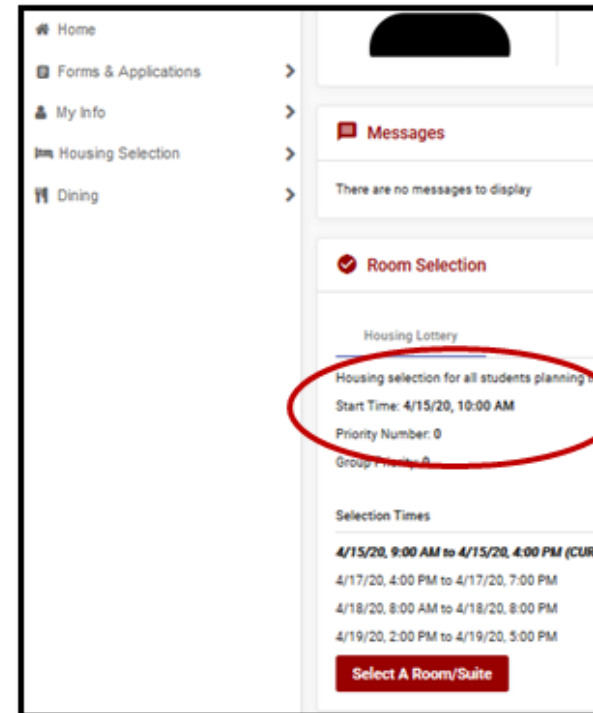 Home
Forms & Applications
My Info
Housing Selection
Dining
Messages
There are no messages to display
Room Selection
Housing Lottery
Housing selection for all students planning
Start Time: 4/15/20, 10:00 AM
Priority Number: 0
Group Priority: 0
Selection Times
4/15/20, 9:00 AM to 4/15/20, 4:00 PM (CUR
4/17/20, 4:00 PM to 4/17/20, 7:00 PM
4/18/20, 8:00 AM to 4/18/20, 8:00 PM
4/19/20, 2:00 PM to 4/19/20, 5:00 PM
Select A Room/Suite